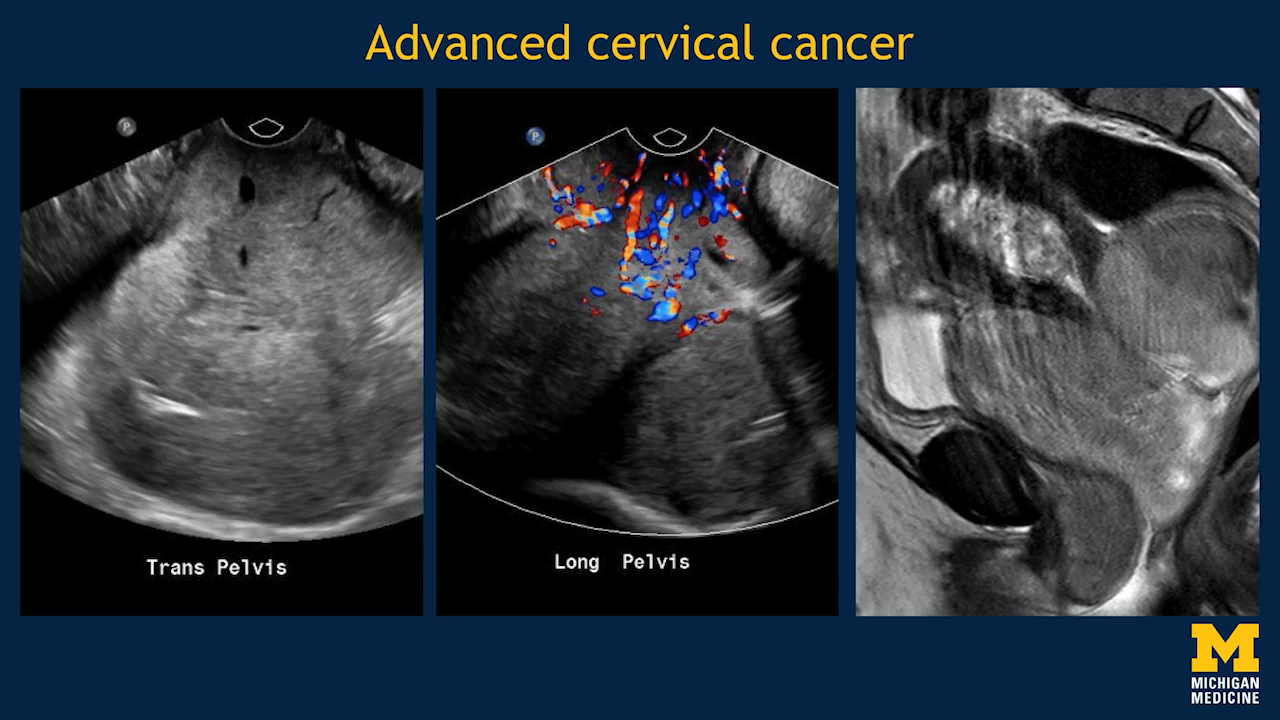 Advanced cervical cancer
P
P
Trans Pelvis
Long Pelvis
M
MICHIGAN
MEDICINE